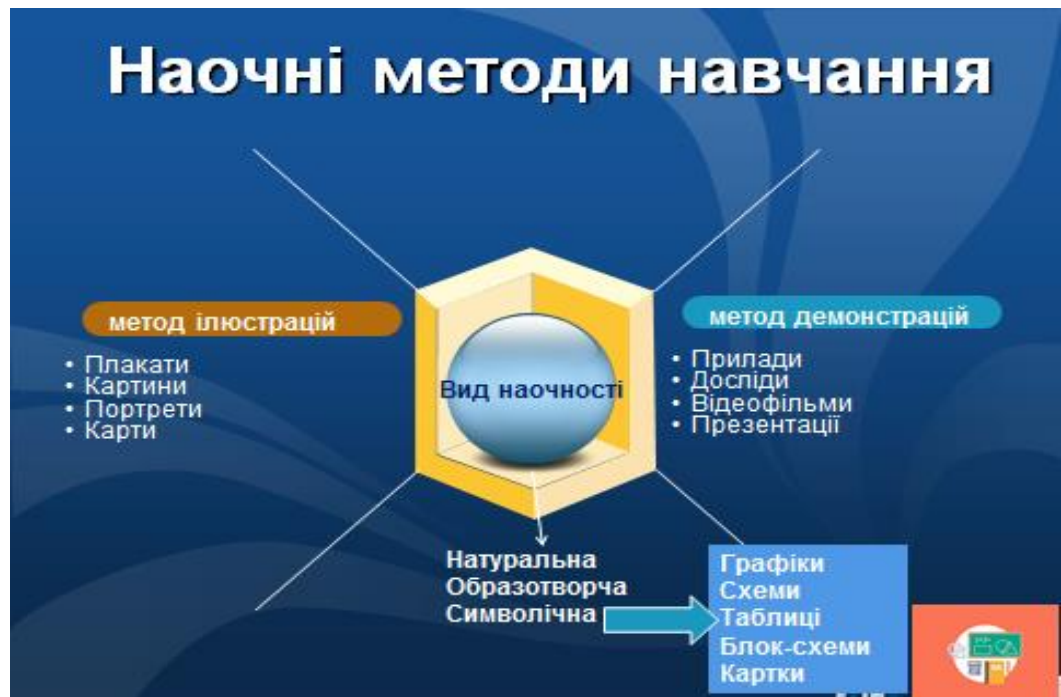 Наочні методи навчання
метод ілюстрацій
• Плакати
• Картини
• Портрети
• Карти
Вид наочності
метод демонстрацій
• Прилади
• Досліди
• Відеофільми
• Презентації
Натуральна
Образотворча
Символічна
Графіки
Схеми
Таблиці
Блок-схеми
Картки